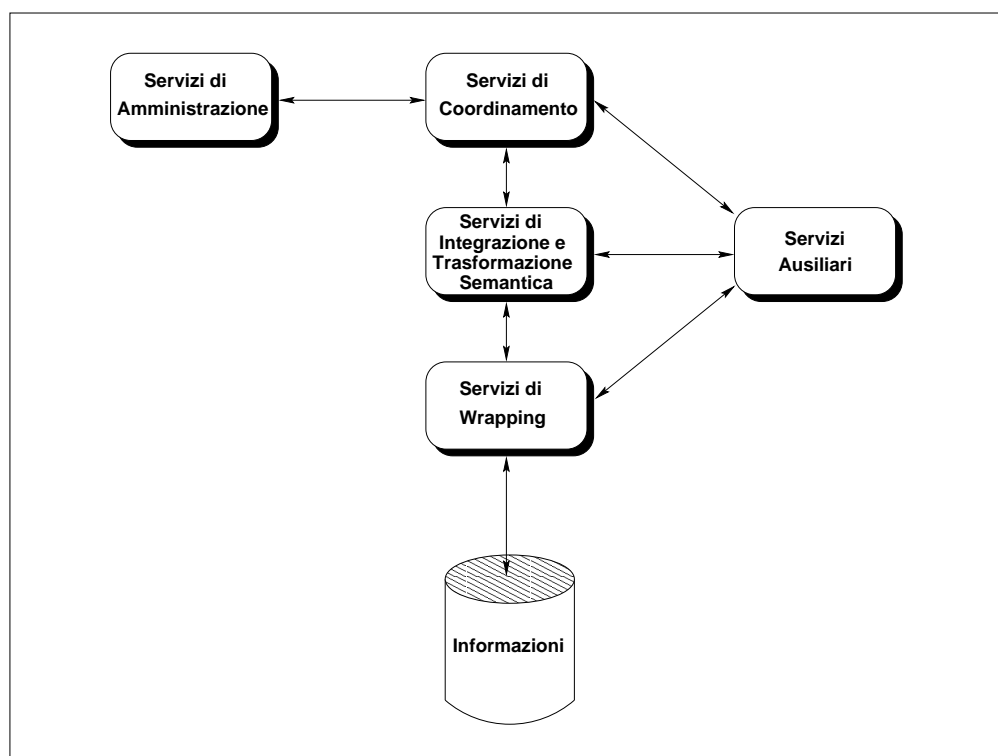 Servizi di
Amministrazione
Servizi di
Coordinamento
Servizi di
Integrazione e
Trasformazione
Semantica
Servizi
Ausiliari
Servizi di
Wrapping
Informazioni